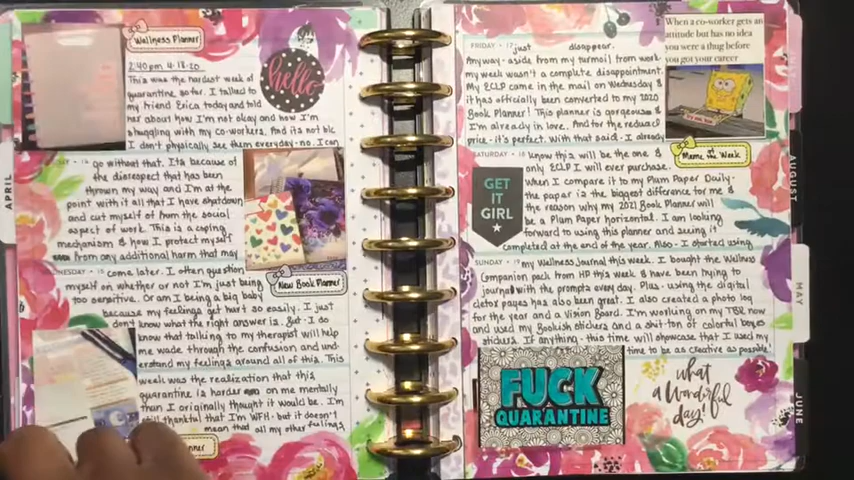 Wellness Planner
2:40 pm 4.18.20
This was the hardest week of
quarantine so far. I talked to
my friend Erica today and told
her about how I'm not okay and how I'm
struggling with my co-workers. And its not bic
I don't physically see them everyday - no. I can
hello
go without that. Its because of
the disrespect that has been
thrown my way and I'm at the
point with it all that I have shutdown
and cut myself off from the social
aspect of work. This is a coping
mechanism & how I protect myself
from any additional harm that may
WEDNESDAY • 15 come later. I often question
myself on whether or not I'm just being
too sensitive. Or am I being a big baby
because my feelings get hurt so easily. I just
don't know what the right answer is. But - I do
know that talking to my therapist will help
me wade through the confusion and und-
erstand my feelings around all of this. This
New Book Planner
week was the realization that this
quarantine is harder on me mentally
than I originally thought it would be. I'm
still thankful that I'm WFH - but it doesn't
mean that all my other feelings
APRIL
FRIDAY • 17 just disappear.
Anyway - aside from my turmoil from work
my week wasn't a complete disappointment.
My ECLP came in the mail on Wednesday &
it has officially been converted to my 2020
Book Planner! This planner is gorgeous &
I'm already in love. And for the reduced
price - it's perfect. With that said - I already
When a co-worker gets an
attitude but has no idea
you were a thug before
you got your career
Meme of the Week
SATURDAY • 18 know this will be the one &
only ECLP I will ever purchase.
When I compare it to my Plum Paper Daily -
the paper is the biggest difference for me &
the reason why my 2021 Book Planner will
be a Plum Paper horizontal. I am looking
forward to using this planner and seeing it
completed at the end of the year. Also - I started using
GET
IT
GIRL
SUNDAY • 19 my Wellness Journal this week. I bought the Wellness
Companion pack from HP this week & have been trying to
journal with the prompts every day. Plus - using the digital
detox pages has also been great. I also created a photo log
for the year and a Vision Board. I'm working on my TBR now
and used my Bookish stickers and a shit-ton of colorful boxes
stickers. If anything - this time will showcase that I used my
time to be as creative as possible.
FUCK
QUARANTINE
what
a Wonderful
day!
AUGUST
MAY
JUNE